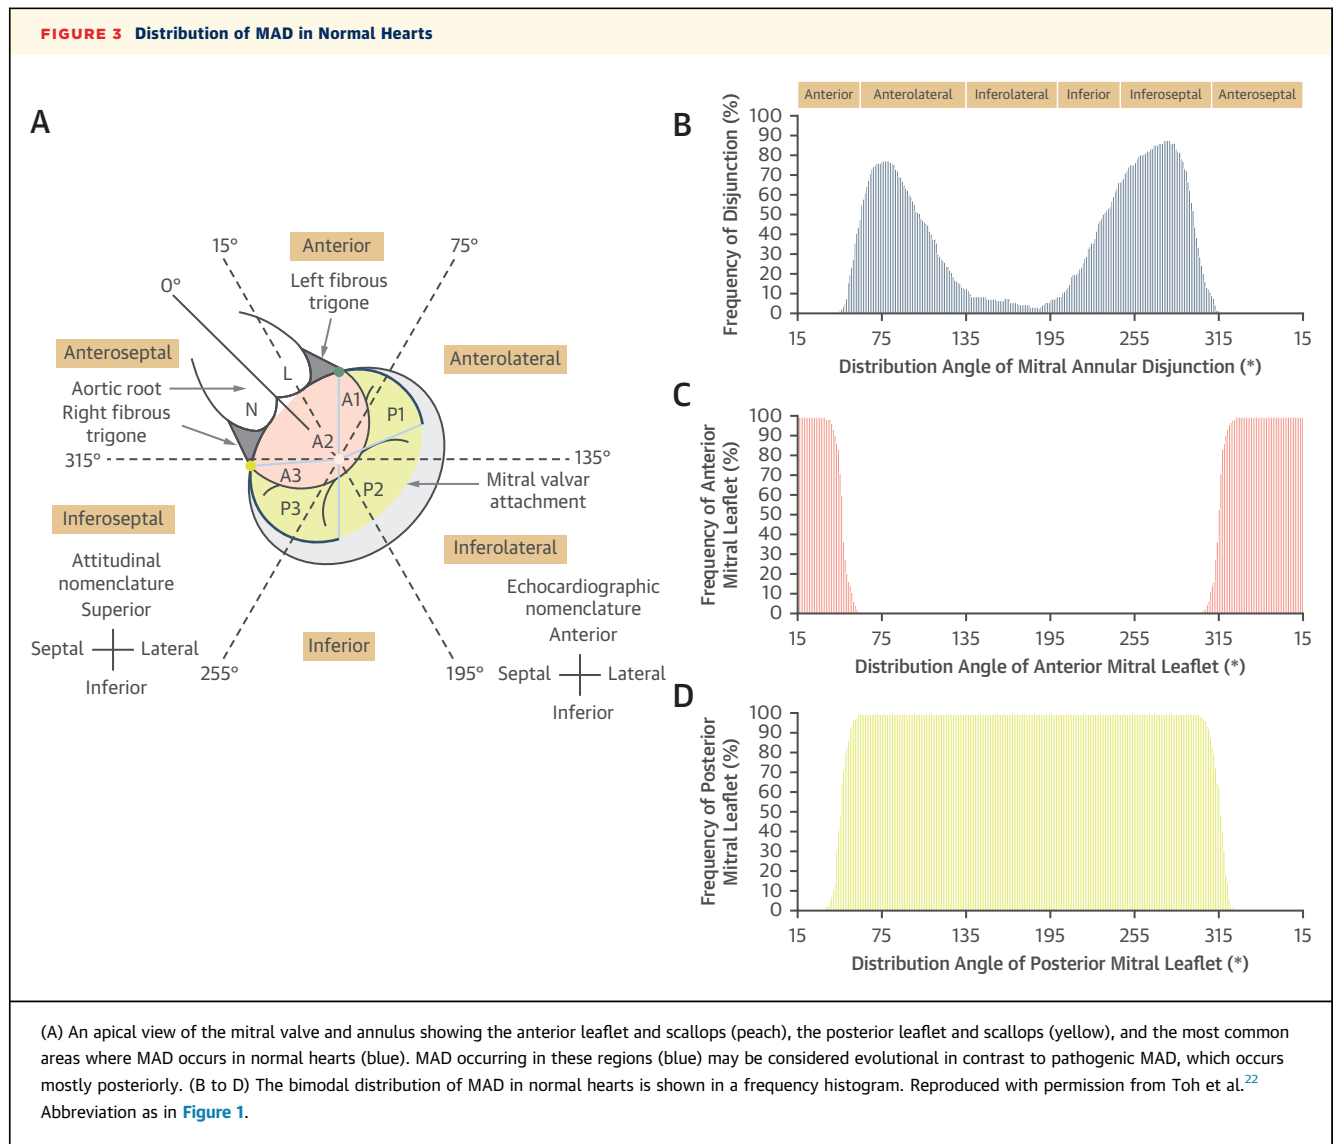 FIGURE 3 Distribution of MAD in Normal Hearts
A
15°
Anterior
75°
Left fibrous
trigone
0°
Anteroseptal
Anterolateral
Aortic root
Right fibrous
trigone
L
N
A1
P1
A2
315°
135°
A3
P2
P3
Mitral valvar
attachment
Inferoseptal
Inferolateral
Attitudinal
nomenclature
Superior
Septal
Lateral
Inferior
Echocardiographic
nomenclature
Anterior
Septal
Lateral
Inferior
Inferior
255°
195°
B
Anterior Anterolateral Inferolateral Inferior Inferoseptal Anteroseptal
Frequency of Disjunction (%)
100
90
80
70
60
50
40
30
20
10
0
15 75 135 195 255 315 15
Distribution Angle of Mitral Annular Disjunction (*)
C
Frequency of Anterior
Mitral Leaflet (%)
100
90
80
70
60
50
40
30
20
10
0
15 75 135 195 255 315 15
Distribution Angle of Anterior Mitral Leaflet (*)
D
Frequency of Posterior
Mitral Leaflet (%)
100
90
80
70
60
50
40
30
20
10
0
15 75 135 195 255 315 15
Distribution Angle of Posterior Mitral Leaflet (*)
(A) An apical view of the mitral valve and annulus showing the anterior leaflet and scallops (peach), the posterior leaflet and scallops (yellow), and the most common
areas where MAD occurs in normal hearts (blue). MAD occurring in these regions (blue) may be considered evolutional in contrast to pathogenic MAD, which occurs
mostly posteriorly. (B to D) The bimodal distribution of MAD in normal hearts is shown in a frequency histogram. Reproduced with permission from Toh et al.22
Abbreviation as in Figure 1.